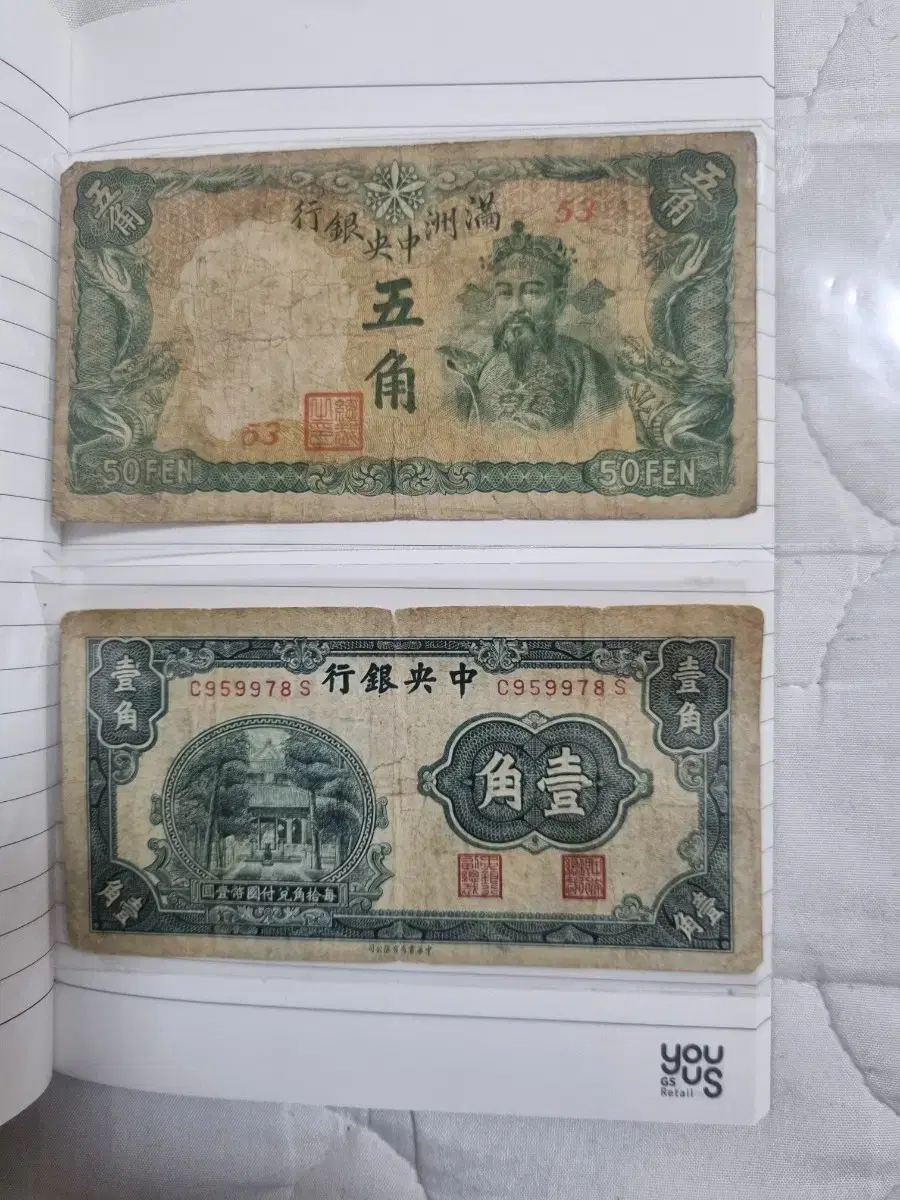 五角
五角
行銀央中洲滿
53
五角
53
50 FEN
50 FEN
壹角
行銀央中
壹角
C959978 S
C959978 S
角壹
圓壹幣國付兌角拾每
角壹
角壹
you
us
GS
Retail